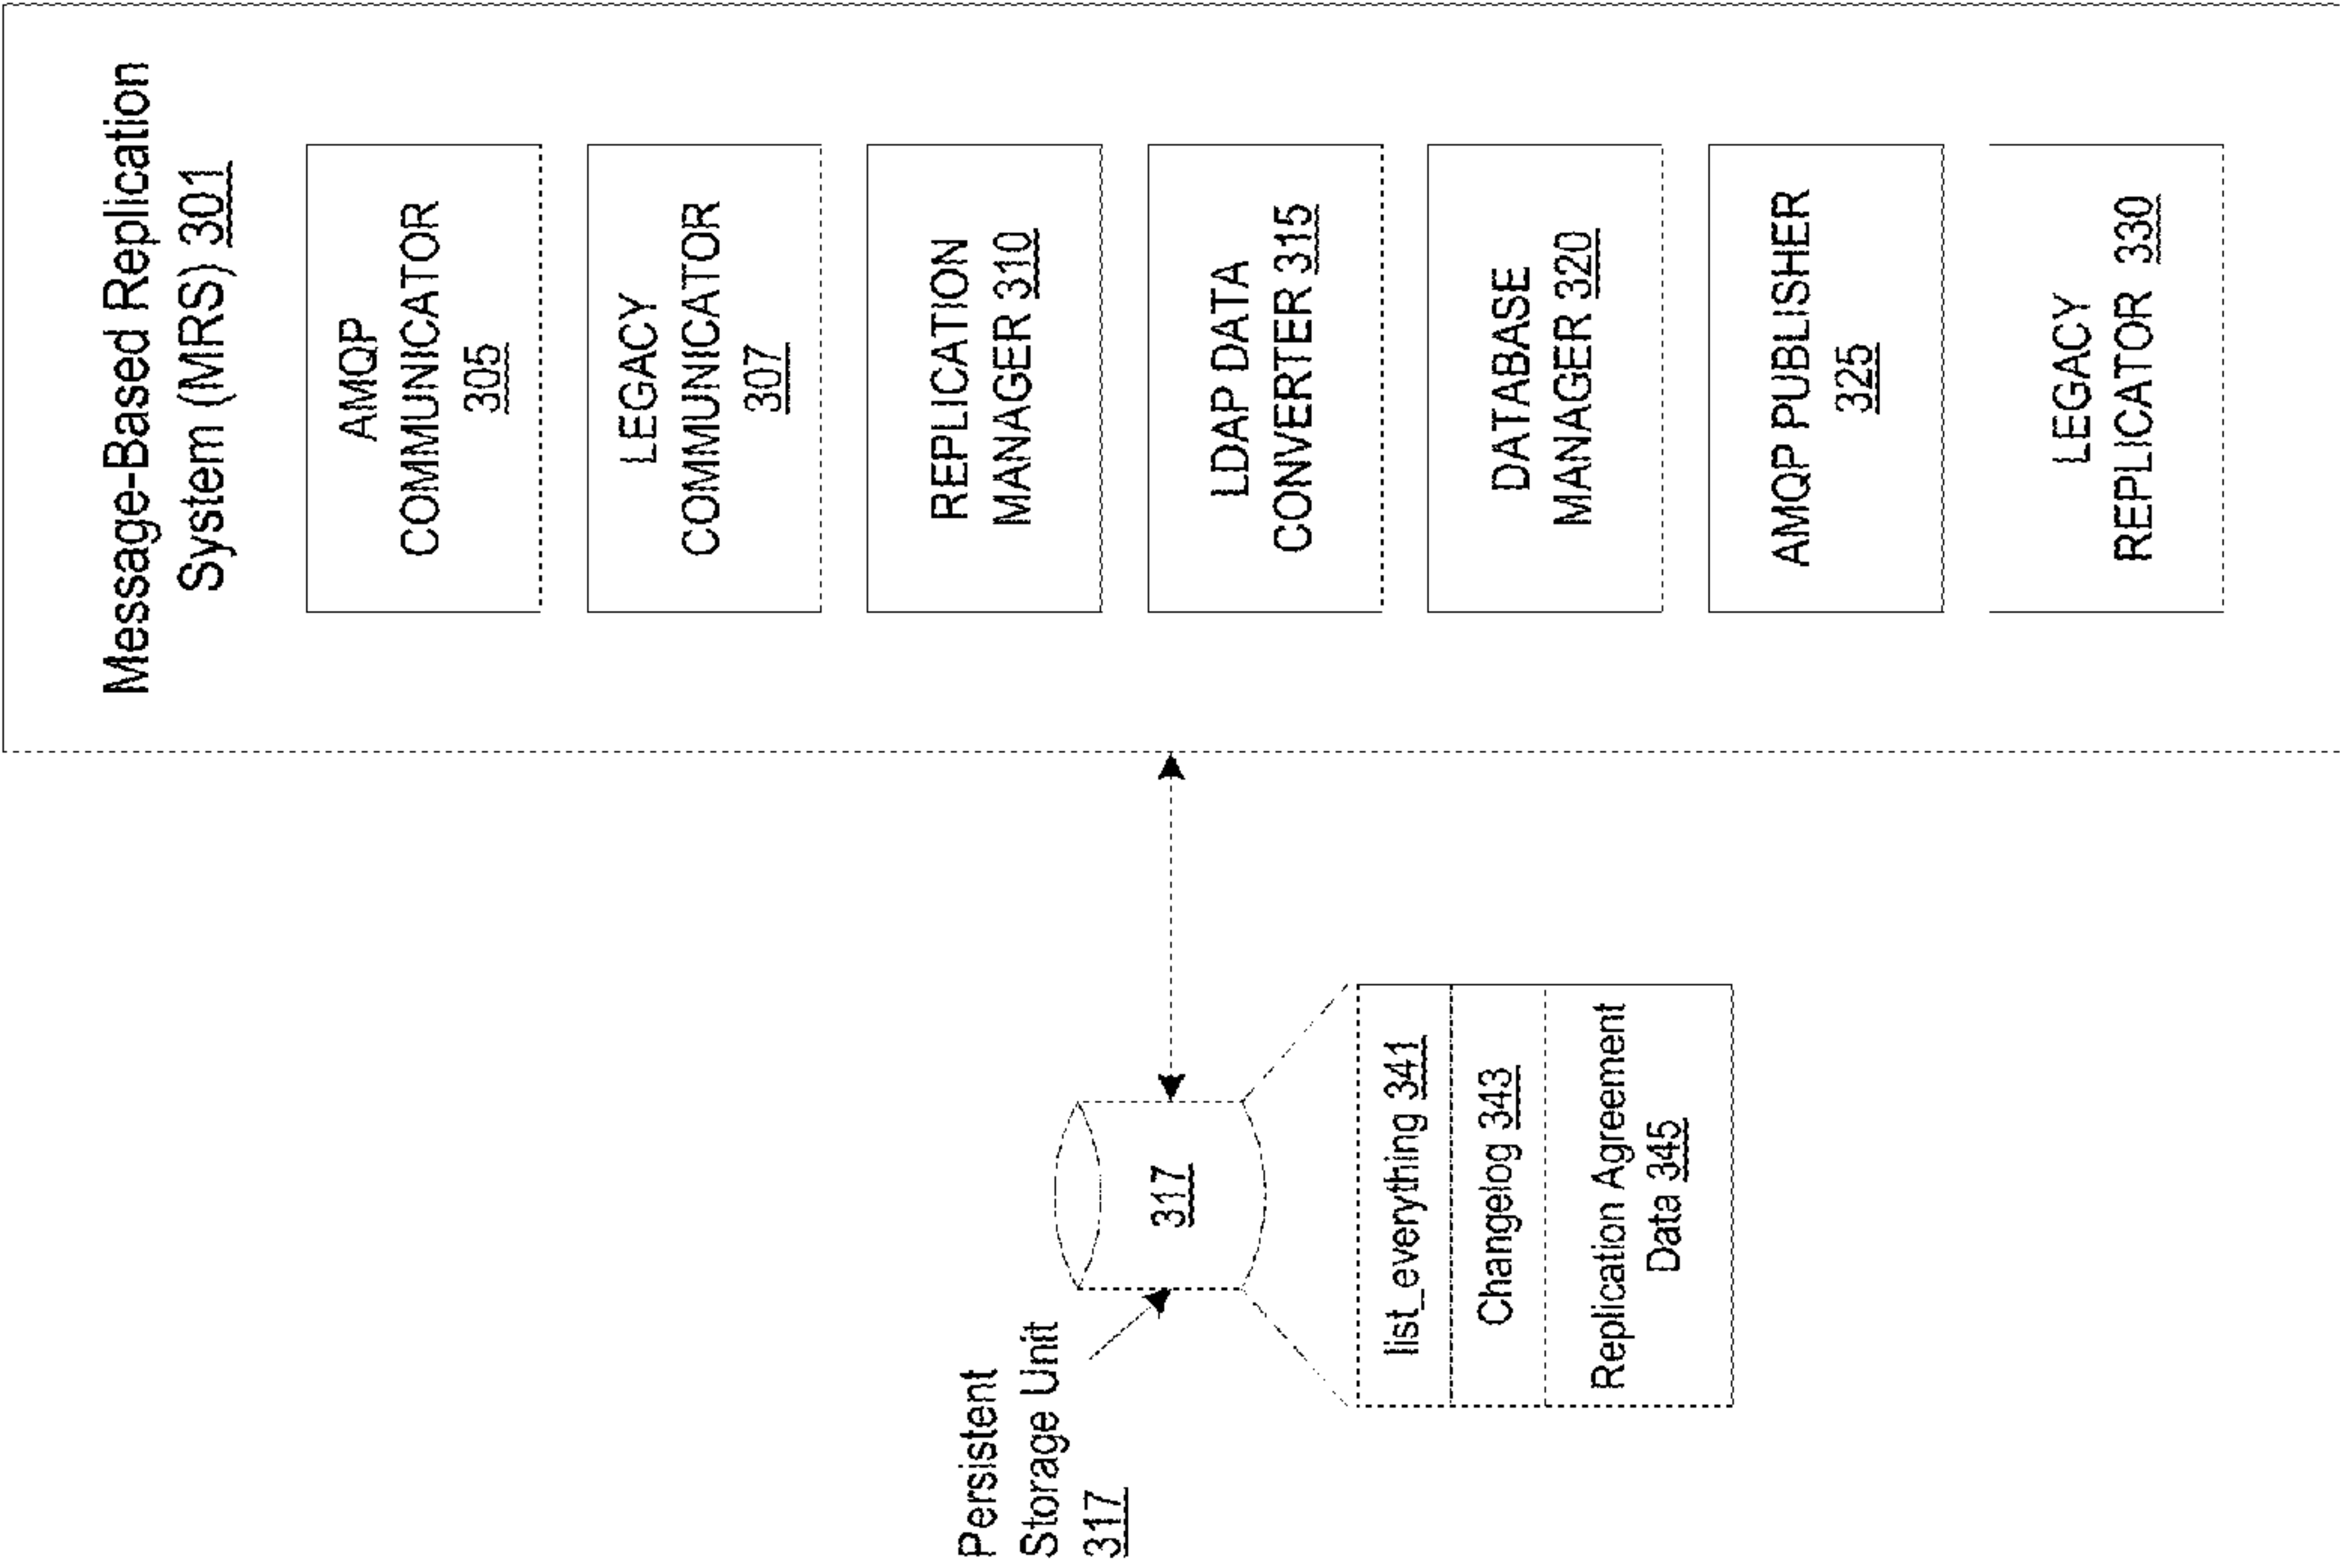 Message-Based Replication
System (MRS) 301
AMQP
COMMUNICATOR
305
LEGACY
COMMUNICATOR
307
REPLICATION
MANAGER 310
LDAP DATA
CONVERTER 315
DATABASE
MANAGER 320
AMQP PUBLISHER
325
LEGACY
REPLICATOR 330
Persistent
Storage Unit
317
317
list_everything 341
Changelog 343
Replication Agreement
Data 345